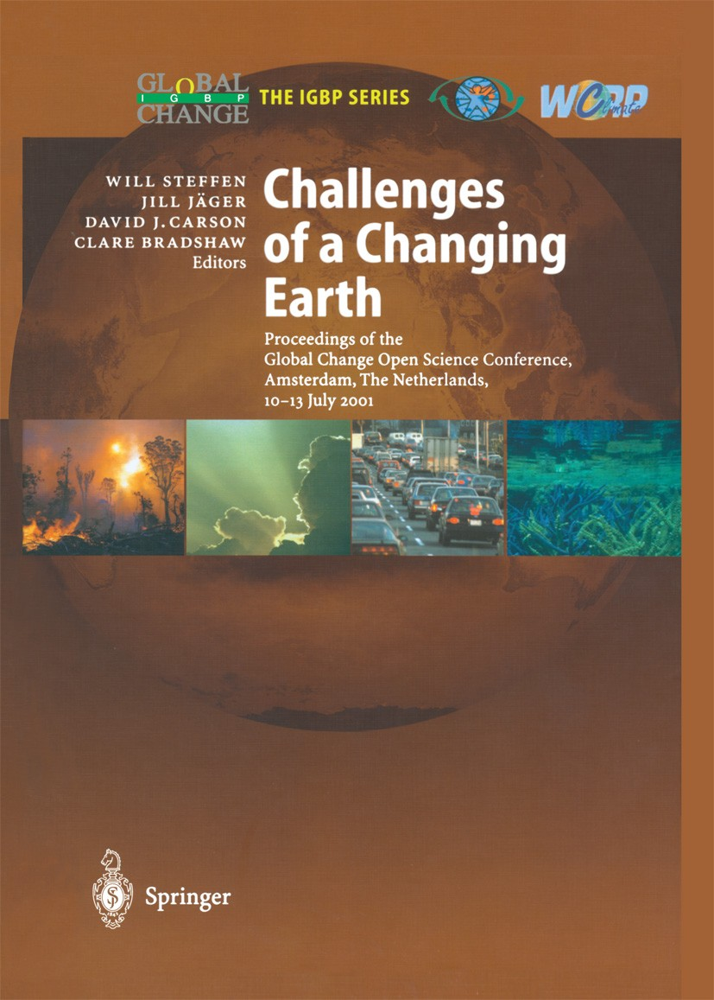 GLOBAL
I G B P
CHANGE
THE IGBP SERIES
WCRP
Climate
WILL STEFFEN
JILL JÄGER
DAVID J. CARSON
CLARE BRADSHAW
Editors
Challenges
of a Changing
Earth
Proceedings of the
Global Change Open Science Conference,
Amsterdam, The Netherlands,
10–13 July 2001
Springer